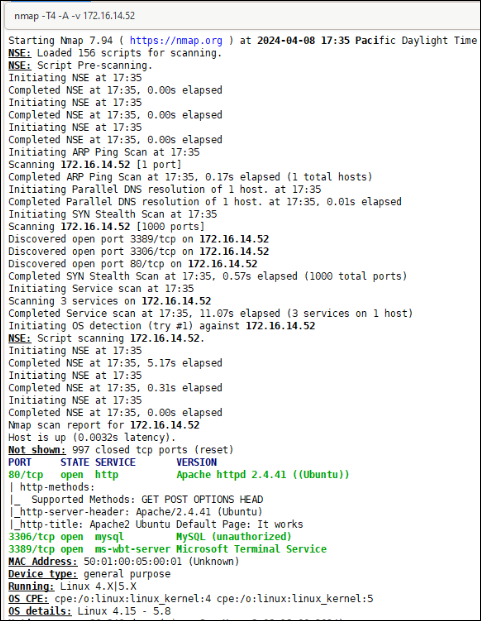 nmap -T4 -A -v 172.16.14.52
Starting Nmap 7.94 ( https://nmap.org ) at 2024-04-08 17:35 Pacific Daylight Time
NSE: Loaded 156 scripts for scanning.
NSE: Script Pre-scanning.
Initiating NSE at 17:35
Completed NSE at 17:35, 0.00s elapsed
Initiating NSE at 17:35
Completed NSE at 17:35, 0.00s elapsed
Initiating NSE at 17:35
Completed NSE at 17:35, 0.00s elapsed
Initiating ARP Ping Scan at 17:35
Scanning 172.16.14.52 [1 port]
Completed ARP Ping Scan at 17:35, 0.17s elapsed (1 total hosts)
Initiating Parallel DNS resolution of 1 host. at 17:35
Completed Parallel DNS resolution of 1 host. at 17:35, 0.01s elapsed
Initiating SYN Stealth Scan at 17:35
Scanning 172.16.14.52 [1000 ports]
Discovered open port 3389/tcp on 172.16.14.52
Discovered open port 3306/tcp on 172.16.14.52
Discovered open port 80/tcp on 172.16.14.52
Completed SYN Stealth Scan at 17:35, 0.57s elapsed (1000 total ports)
Initiating Service scan at 17:35
Scanning 3 services on 172.16.14.52
Completed Service scan at 17:35, 11.07s elapsed (3 services on 1 host)
Initiating OS detection (try #1) against 172.16.14.52
NSE: Script scanning 172.16.14.52.
Initiating NSE at 17:35
Completed NSE at 17:35, 5.17s elapsed
Initiating NSE at 17:35
Completed NSE at 17:35, 0.31s elapsed
Initiating NSE at 17:35
Completed NSE at 17:35, 0.00s elapsed
Nmap scan report for 172.16.14.52
Host is up (0.0032s latency).
Not shown: 997 closed tcp ports (reset)
PORT     STATE SERVICE       VERSION
80/tcp   open  http          Apache httpd 2.4.41 ((Ubuntu))
| http-methods:
|_  Supported Methods: GET POST OPTIONS HEAD
|_http-server-header: Apache/2.4.41 (Ubuntu)
|_http-title: Apache2 Ubuntu Default Page: It works
3306/tcp open  mysql         MySQL (unauthorized)
3389/tcp open  ms-wbt-server Microsoft Terminal Service
MAC Address: 50:01:00:05:00:01 (Unknown)
Device type: general purpose
Running: Linux 4.X|5.X
OS CPE: cpe:/o:linux:linux_kernel:4 cpe:/o:linux:linux_kernel:5
OS details: Linux 4.15 - 5.8